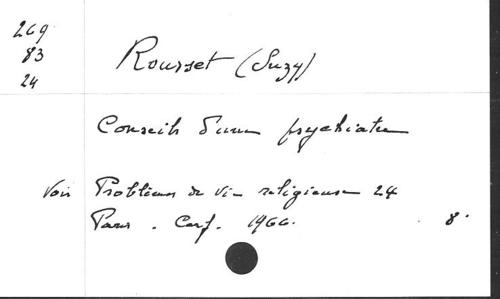 269
83
24
Rousset (Suzy)
Conseils d'un psychiatre
Voir Problèmes de vie religieuse 24
Paris. Cerf. 1966. 8°